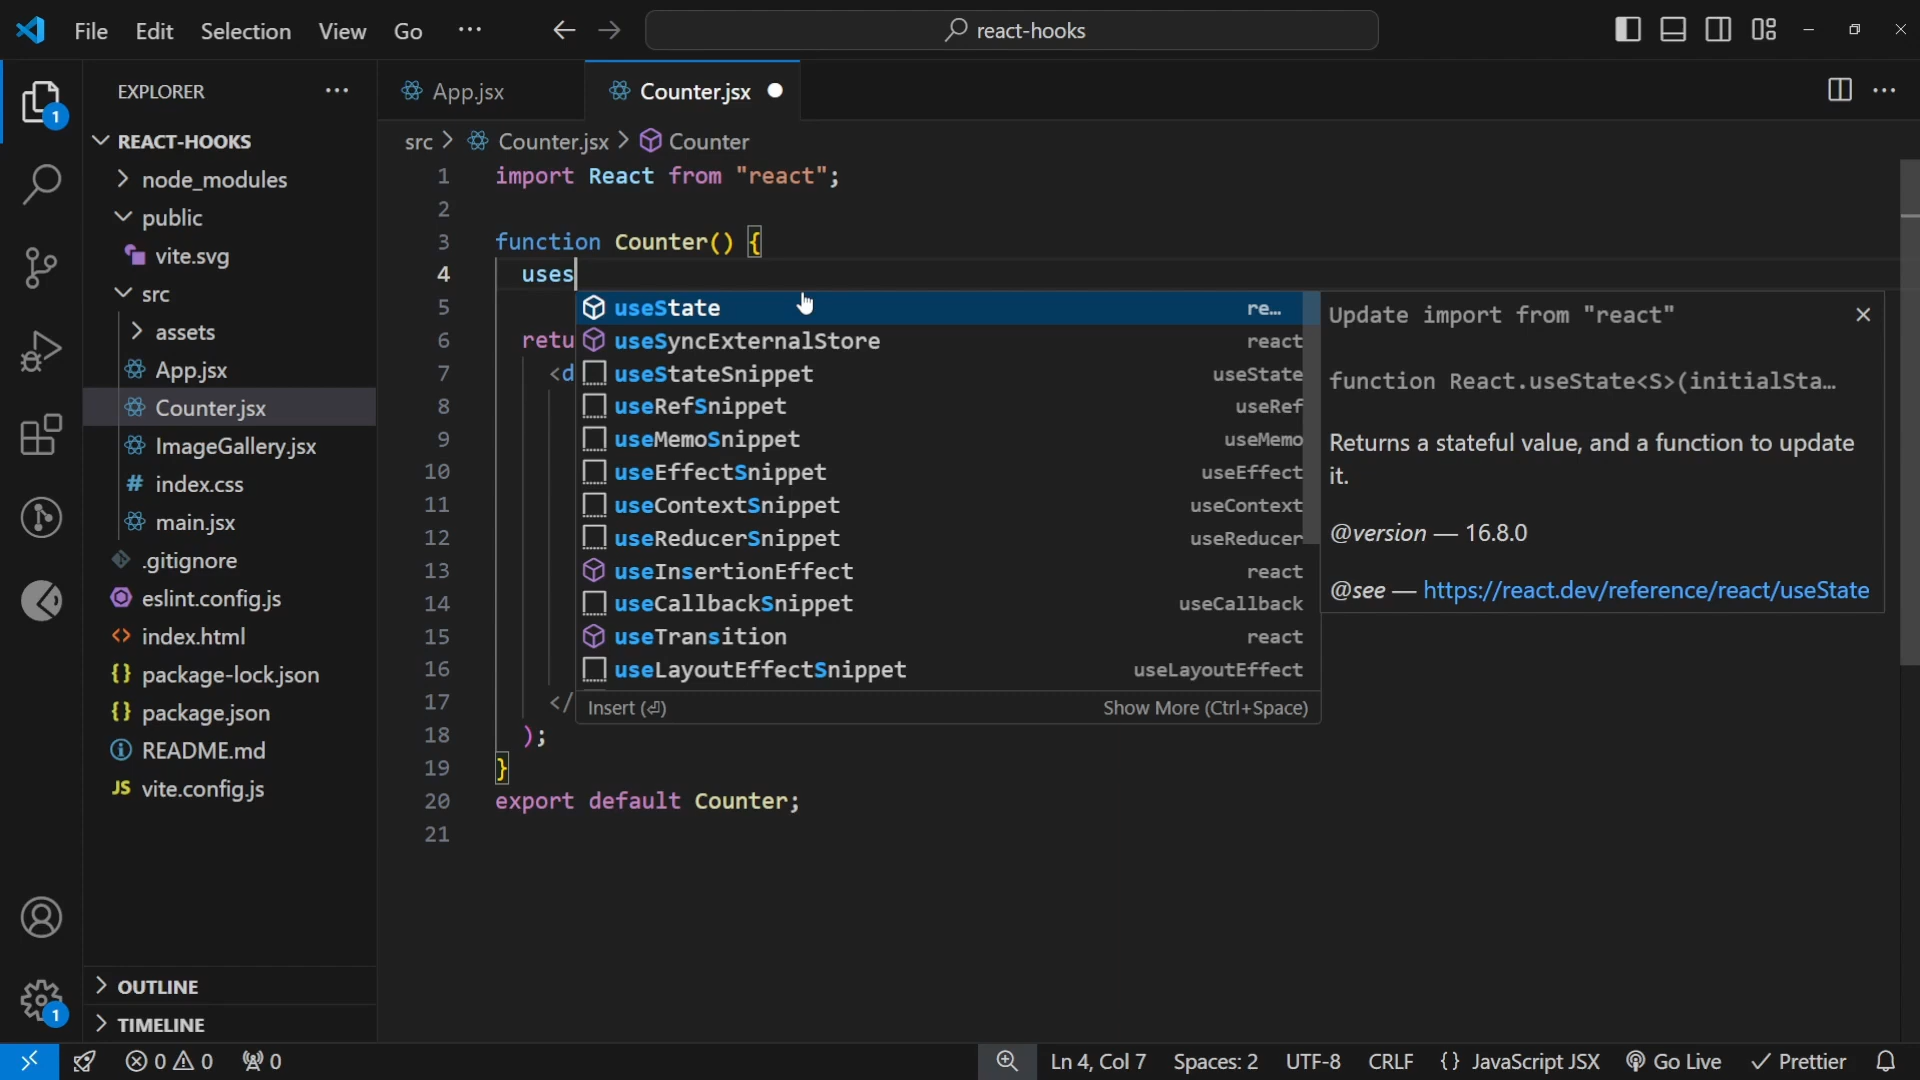 File Edit Selection View Go ··· react-hooks
EXPLORER ···
App.jsx Counter.jsx
REACT-HOOKS
node_modules
public
vite.svg
src
assets
App.jsx
Counter.jsx
ImageGallery.jsx
index.css
main.jsx
.gitignore
eslint.config.js
index.html
package-lock.json
package.json
README.md
vite.config.js
OUTLINE
TIMELINE
1
1
src > Counter.jsx > Counter
1 import React from "react";
2
3 function Counter() {
4 uses
5
6 retu
7 <d
8
9
10
11
12
13
14
15
16
17 </
18 );
19 }
20 export default Counter;
21
useState re...
useSyncExternalStore react
useStateSnippet useState
useRefSnippet useRef
useMemoSnippet useMemo
useEffectSnippet useEffect
useContextSnippet useContext
useReducerSnippet useReducer
useInsertionEffect react
useCallbackSnippet useCallback
useTransition react
useLayoutEffectSnippet useLayoutEffect
Insert (⏎) Show More (Ctrl+Space)
Update import from "react"
function React.useState<S>(initialSta…
Returns a stateful value, and a function to update
it.
@version — 16.8.0
@see — https://react.dev/reference/react/useState
0 0 0 Ln 4, Col 7 Spaces: 2 UTF-8 CRLF {} JavaScript JSX Go Live Prettier